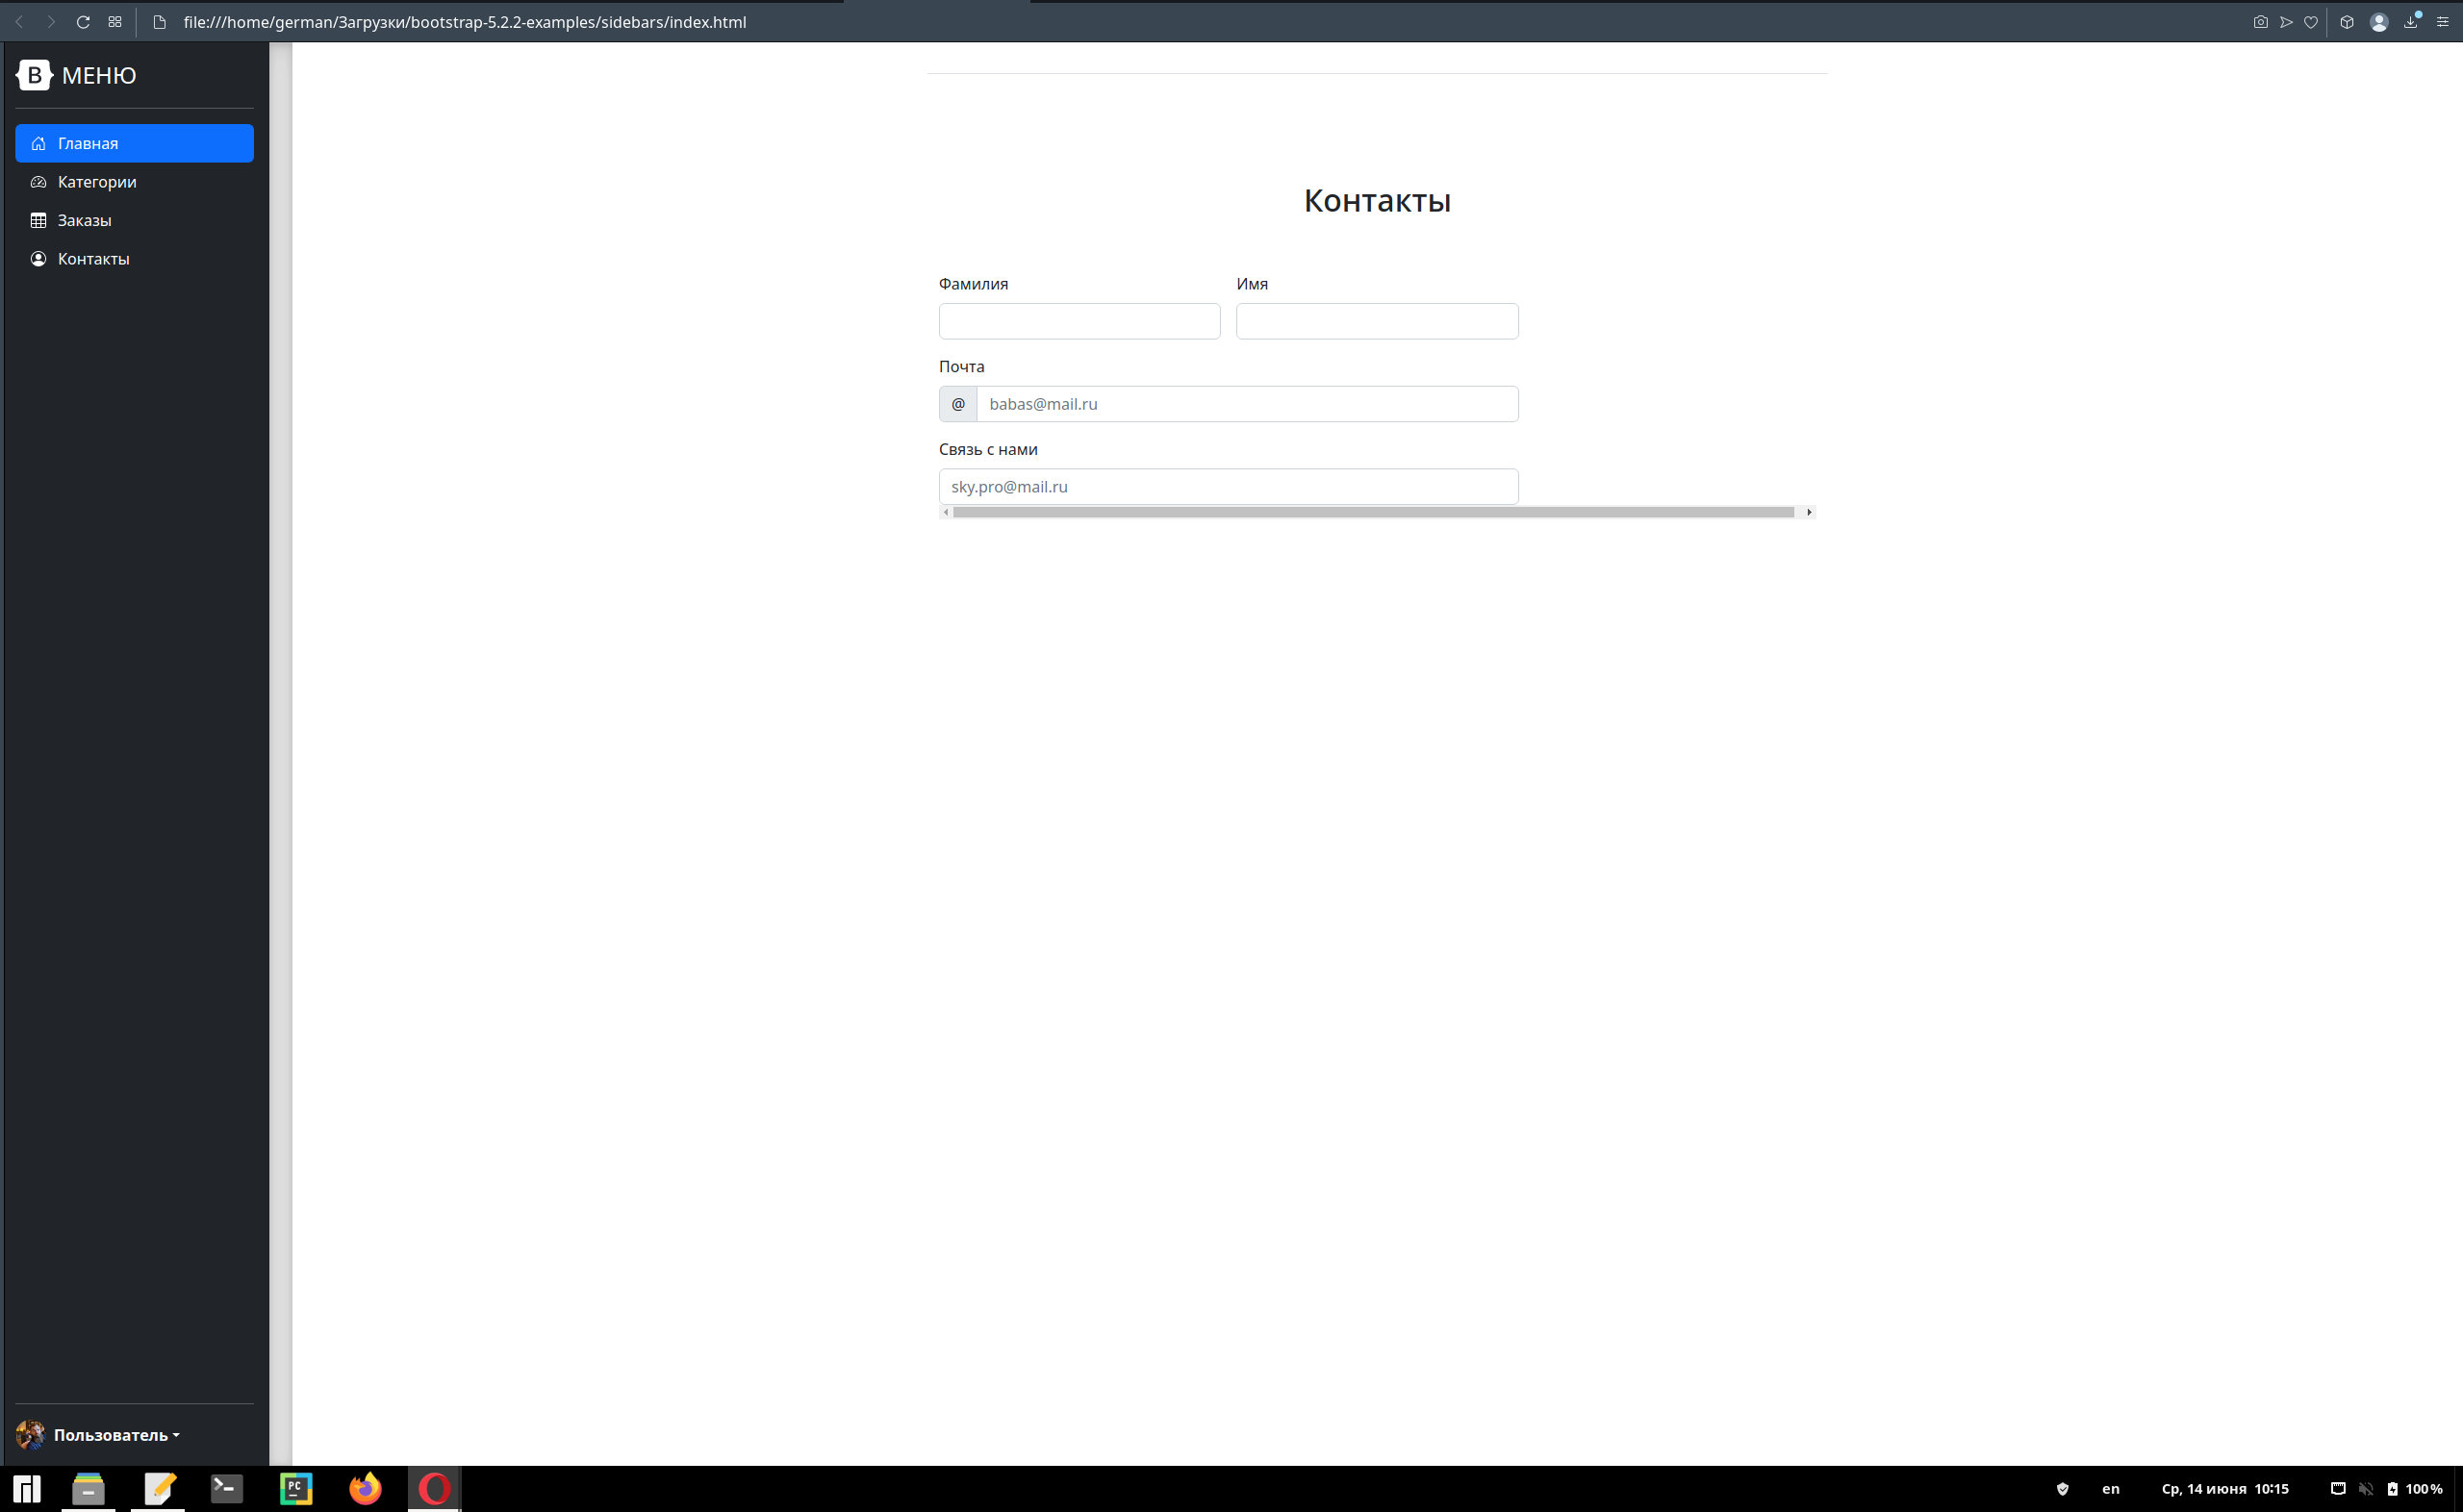 file:///home/german/Загрузки/bootstrap-5.2.2-examples/sidebars/index.html
B МЕНЮ
Главная
Категории
Заказы
Контакты
Контакты
Фамилия Имя
Почта
@ babas@mail.ru
Связь с нами
sky.pro@mail.ru
Пользователь
PC
en Ср, 14 июня 10:15 100%